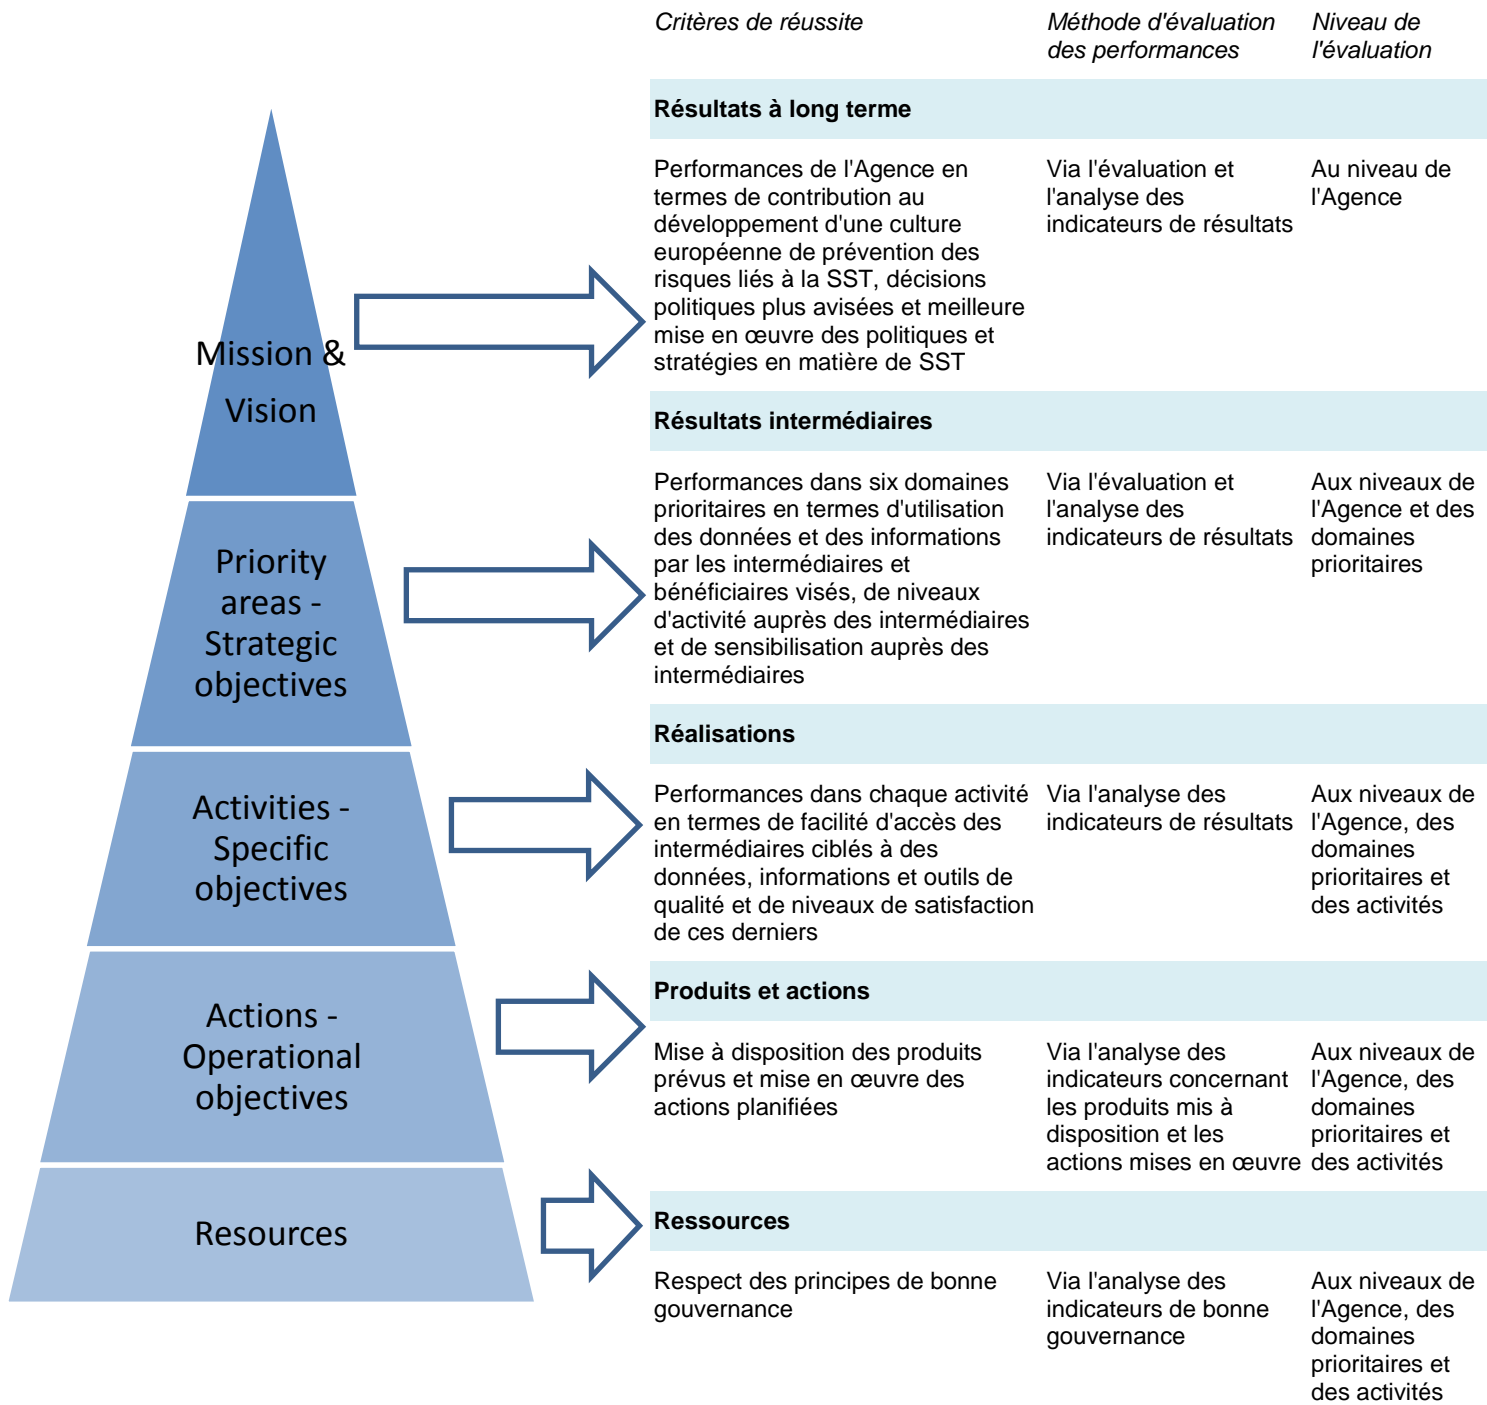 Critères de réussite
Méthode d'évaluation
des performances
Niveau de
l'évaluation
Mission &
Vision
Priority
areas -
Strategic
objectives
Activities -
Specific
objectives
Actions -
Operational
objectives
Resources
Résultats à long terme
Performances de l'Agence en
termes de contribution au
développement d'une culture
européenne de prévention des
risques liés à la SST, décisions
politiques plus avisées et meilleure
mise en œuvre des politiques et
stratégies en matière de SST
Via l'évaluation et
l'analyse des
indicateurs de résultats
Au niveau de
l'Agence
Résultats intermédiaires
Performances dans six domaines
prioritaires en termes d'utilisation
des données et des informations
par les intermédiaires et
bénéficiaires visés, de niveaux
d'activité auprès des intermédiaires
et de sensibilisation auprès des
intermédiaires
Via l'évaluation et
l'analyse des
indicateurs de résultats
Aux niveaux de
l'Agence et des
domaines
prioritaires
Réalisations
Performances dans chaque activité
en termes de facilité d'accès des
intermédiaires ciblés à des
données, informations et outils de
qualité et de niveaux de satisfaction
de ces derniers
Via l'analyse des
indicateurs de résultats
Aux niveaux de
l'Agence, des
domaines
prioritaires et
des activités
Produits et actions
Mise à disposition des produits
prévus et mise en œuvre des
actions planifiées
Via l'analyse des
indicateurs concernant
les produits mis à
disposition et les
actions mises en œuvre
Aux niveaux de
l'Agence, des
domaines
prioritaires et
des activités
Ressources
Respect des principes de bonne
gouvernance
Via l'analyse des
indicateurs de bonne
gouvernance
Aux niveaux de
l'Agence, des
domaines
prioritaires et
des activités